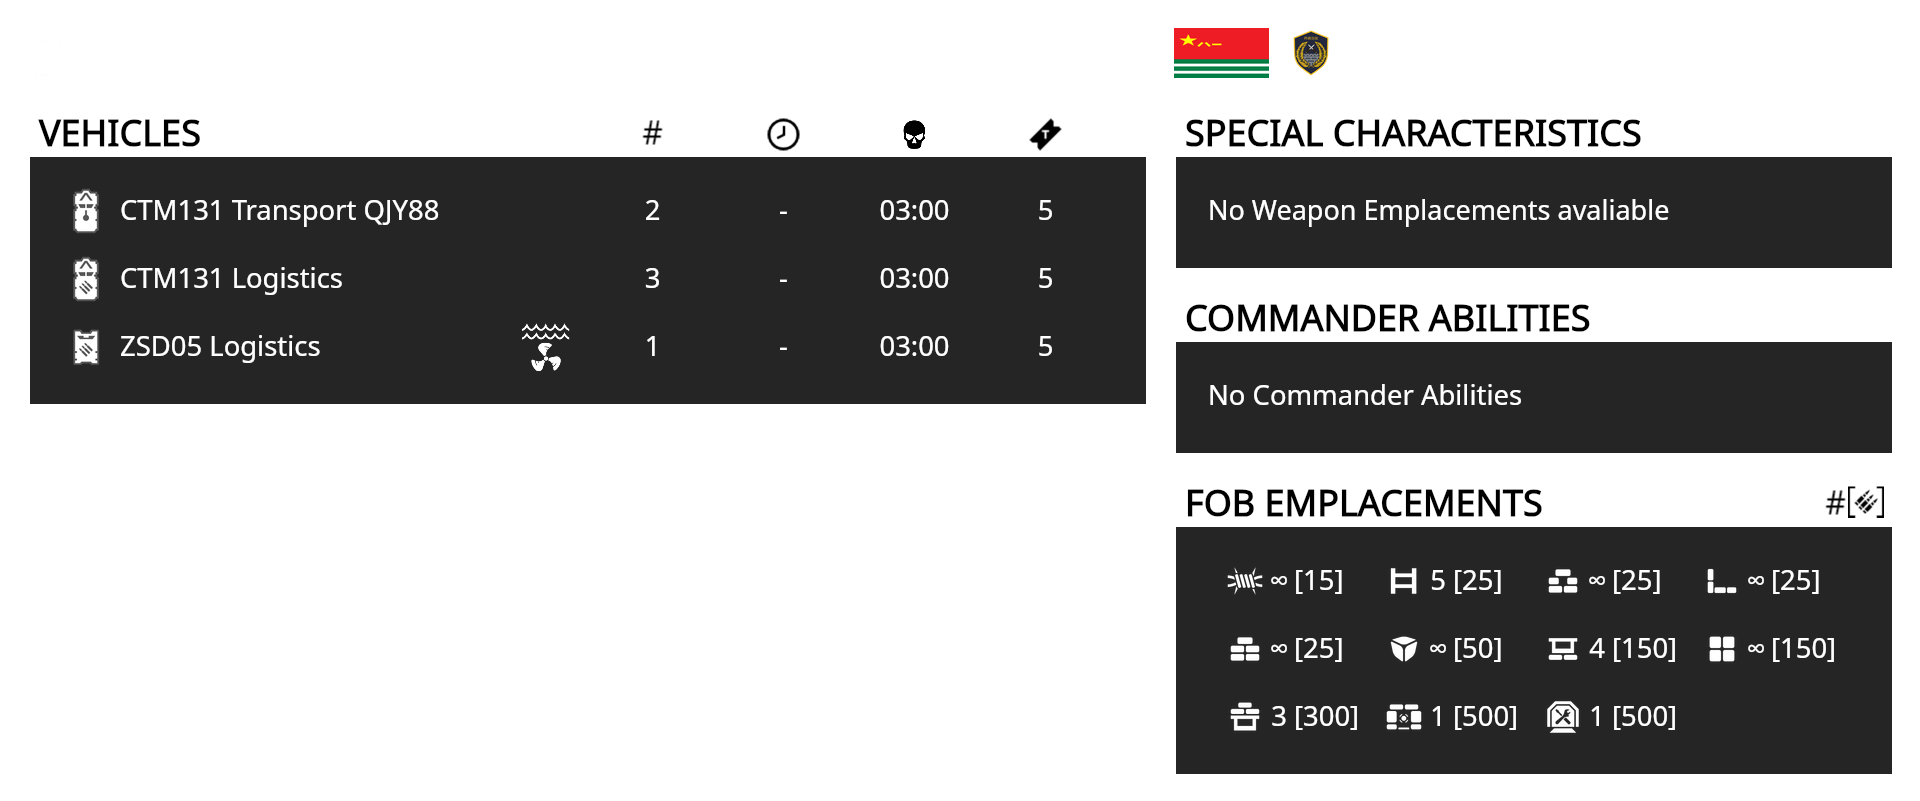 VEHICLES #
CTM131 Transport QJY88 2 - 03:00 5
CTM131 Logistics 3 - 03:00 5
ZSD05 Logistics 1 - 03:00 5
SPECIAL CHARACTERISTICS
No Weapon Emplacements avaliable
COMMANDER ABILITIES
No Commander Abilities
FOB EMPLACEMENTS #[ ]
∞ [15] 5 [25] ∞ [25] ∞ [25]
∞ [25] ∞ [50] 4 [150] ∞ [150]
3 [300] 1 [500] 1 [500]